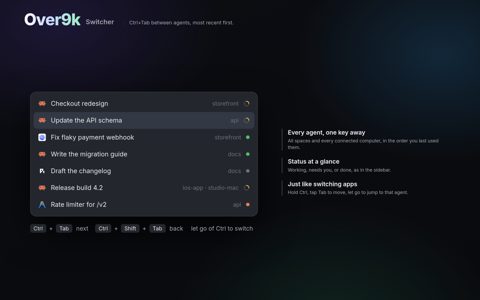 Over9k Switcher Ctrl+Tab between agents, most recent first.
Checkout redesign storefront
Update the API schema api
Fix flaky payment webhook storefront
Write the migration guide docs
Draft the changelog docs
Release build 4.2 ios-app · studio-mac
Rate limiter for /v2 api
Ctrl + Tab next Ctrl + Shift + Tab back let go of Ctrl to switch
Every agent, one key away
All spaces and every connected computer, in the order you last used
them.
Status at a glance
Working, needs you, or done, as in the sidebar.
Just like switching apps
Hold Ctrl, tap Tab to move, let go to jump to that agent.